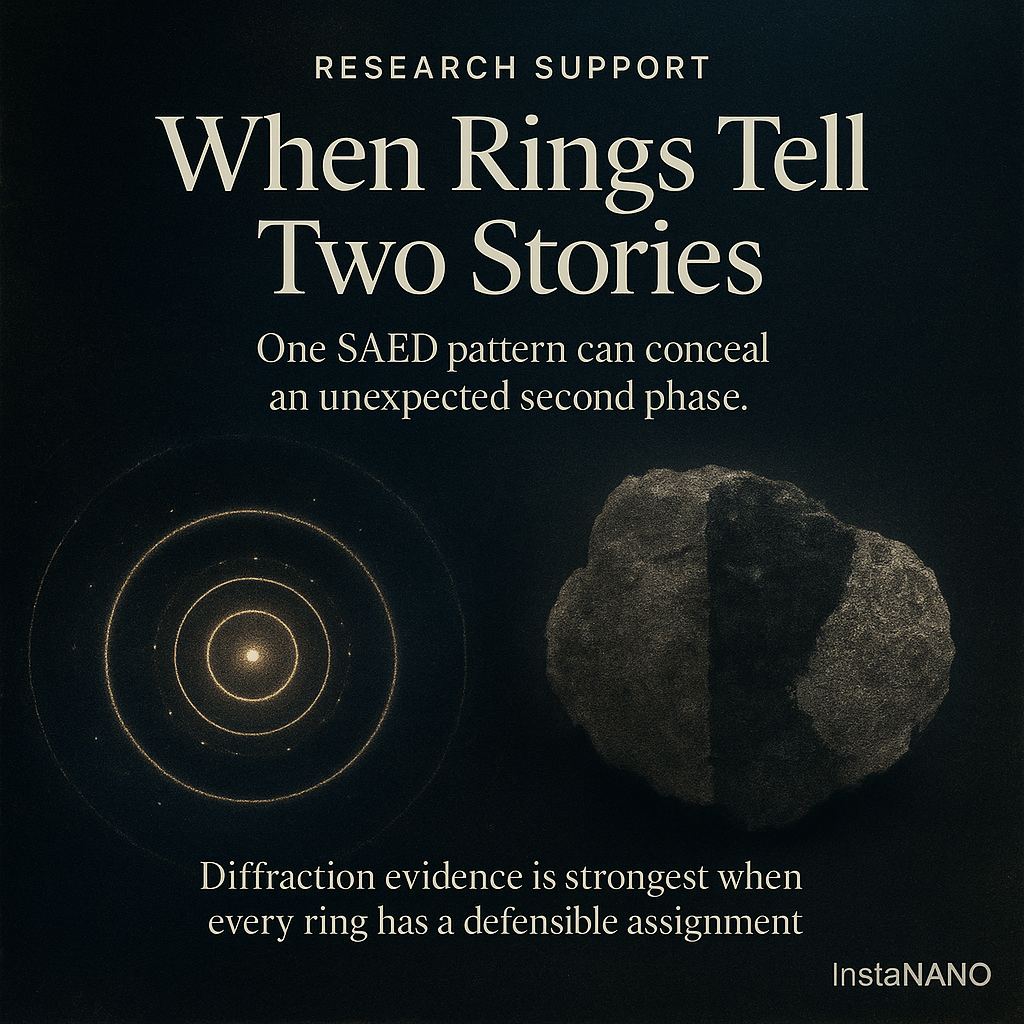 RESEARCH SUPPORT
When Rings Tell
Two Stories
One SAED pattern can conceal
an unexpected second phase.
Diffraction evidence is strongest when
every ring has a defensible assignment
InstaNANO